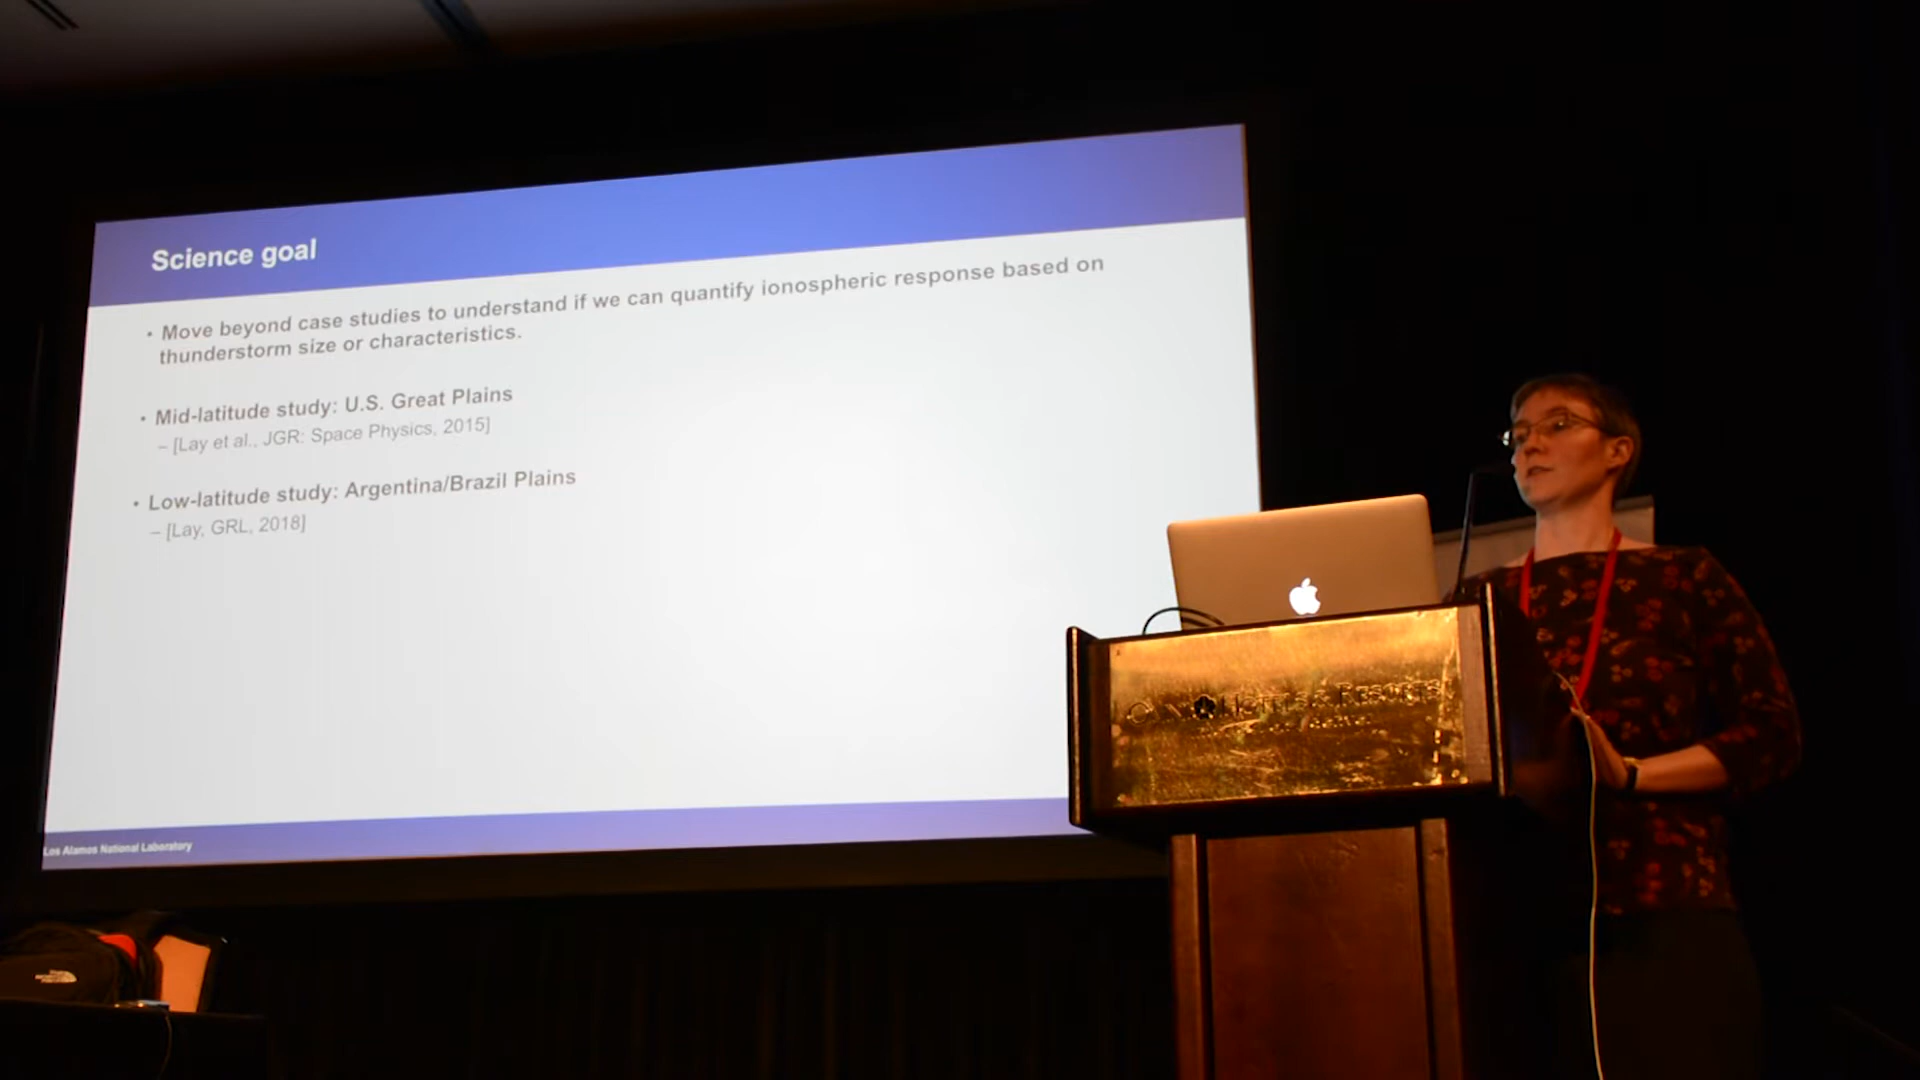 Science goal
• Move beyond case studies to understand if we can quantify ionospheric response based on
thunderstorm size or characteristics.
• Mid-latitude study: U.S. Great Plains
– [Lay et al., JGR: Space Physics, 2015]
• Low-latitude study: Argentina/Brazil Plains
– [Lay, GRL, 2018]
Los Alamos National Laboratory
Hotels & Resorts